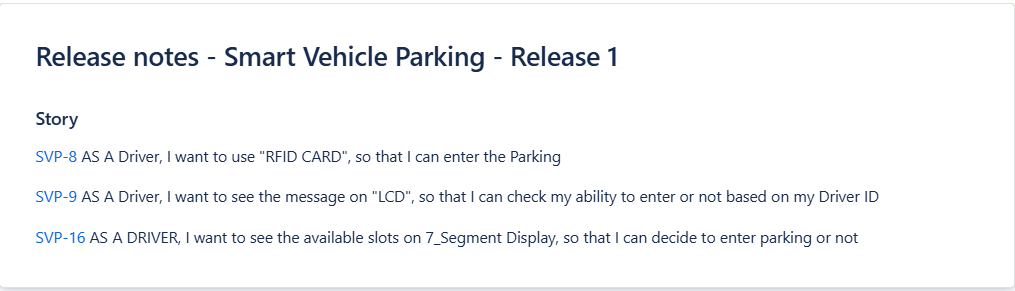 Release notes - Smart Vehicle Parking - Release 1
Story
SVP-8 AS A Driver, I want to use "RFID CARD", so that I can enter the Parking
SVP-9 AS a Driver, I want to see the message on "LCD", so that I can check my ability to enter or not based on my Driver ID
SVP-16 AS A DRIVER, I want to see the available slots on 7_Segment Display, so that I can decide to enter parking or not